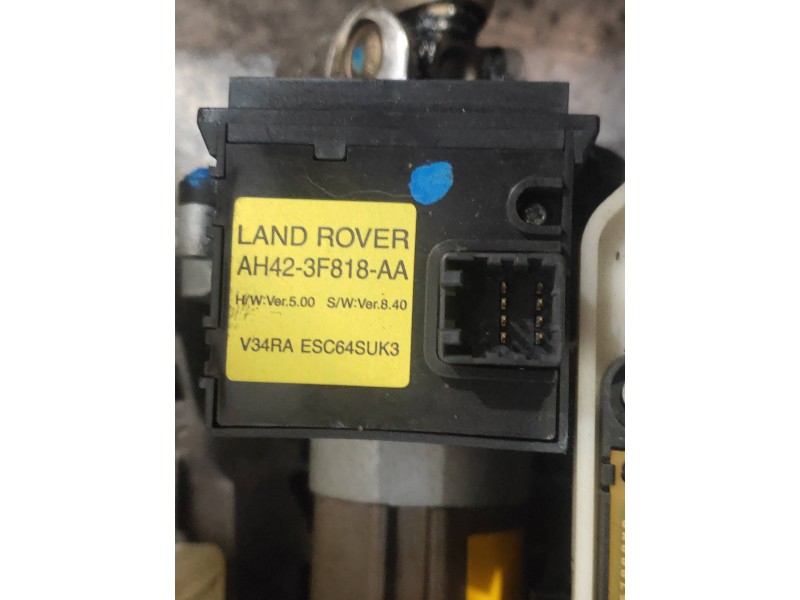 LAND ROVER
AH42-3F818-AA
H/W:Ver.5.00 S/W:Ver.8.40
V34RA ESC64SUK3